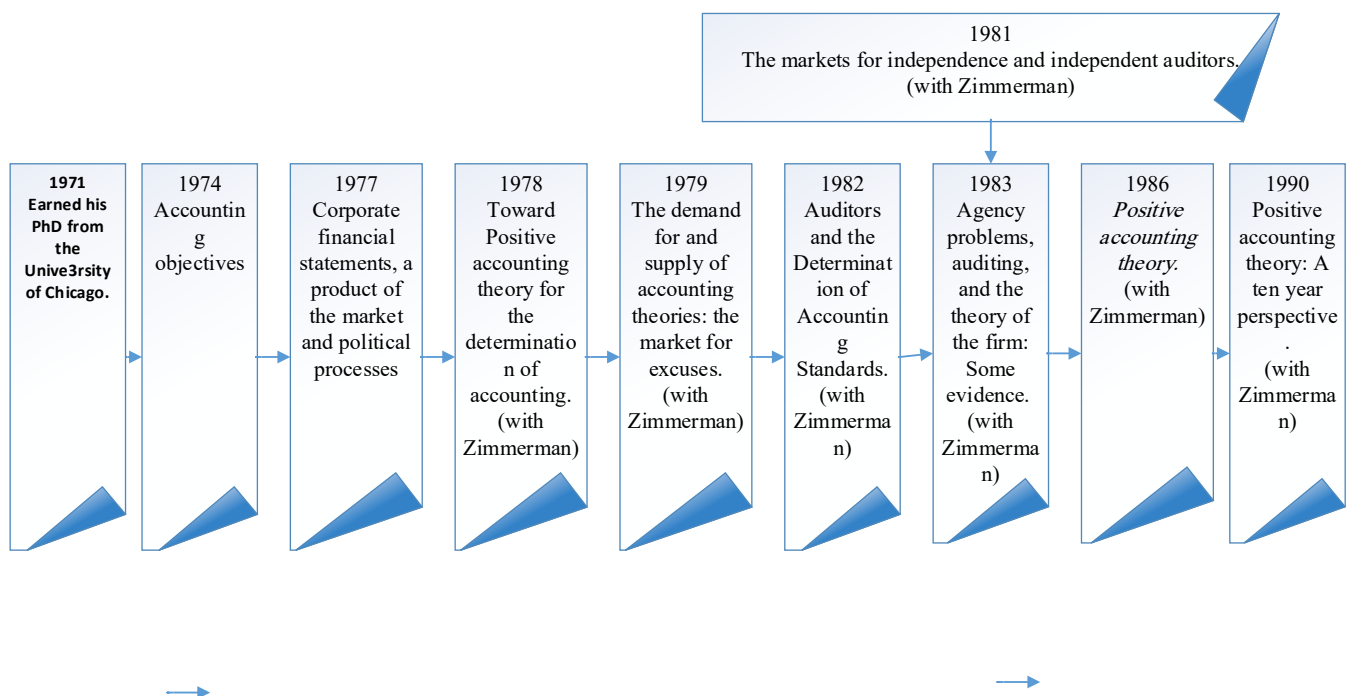 1981
The markets for independence and independent auditors.
(with Zimmerman)
1971
Earned his
PhD from
the
Unive3rsity
of Chicago.
1974
Accountin
g
objectives
1977
Corporate
financial
statements, a
product of
the market
and political
processes
1978
Toward
Positive
accounting
theory for
the
determinatio
n of
accounting.
(with
Zimmerman)
1979
The demand
for and
supply of
accounting
theories: the
market for
excuses.
(with
Zimmerman)
1982
Auditors
and the
Determinat
ion of
Accountin
g
Standards.
(with
Zimmerma
n)
1983
Agency
problems,
auditing,
and the
theory of
the firm:
Some
evidence.
(with
Zimmerma
n)
1986
Positive
accounting
theory.
(with
Zimmerman)
1990
Positive
accounting
theory: A
ten year
perspective
.
(with
Zimmerma
n)